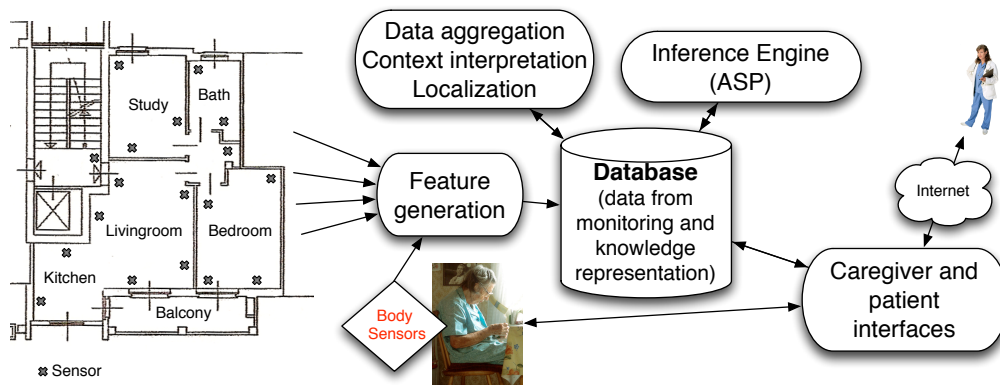 Study
Bath
Livingroom
Bedroom
Kitchen
Balcony
Sensor
Data aggregation
Context interpretation
Localization
Inference Engine
(ASP)
Feature
generation
Database
(data from
monitoring and
knowledge
representation)
Internet
Body
Sensors
Caregiver and
patient
interfaces